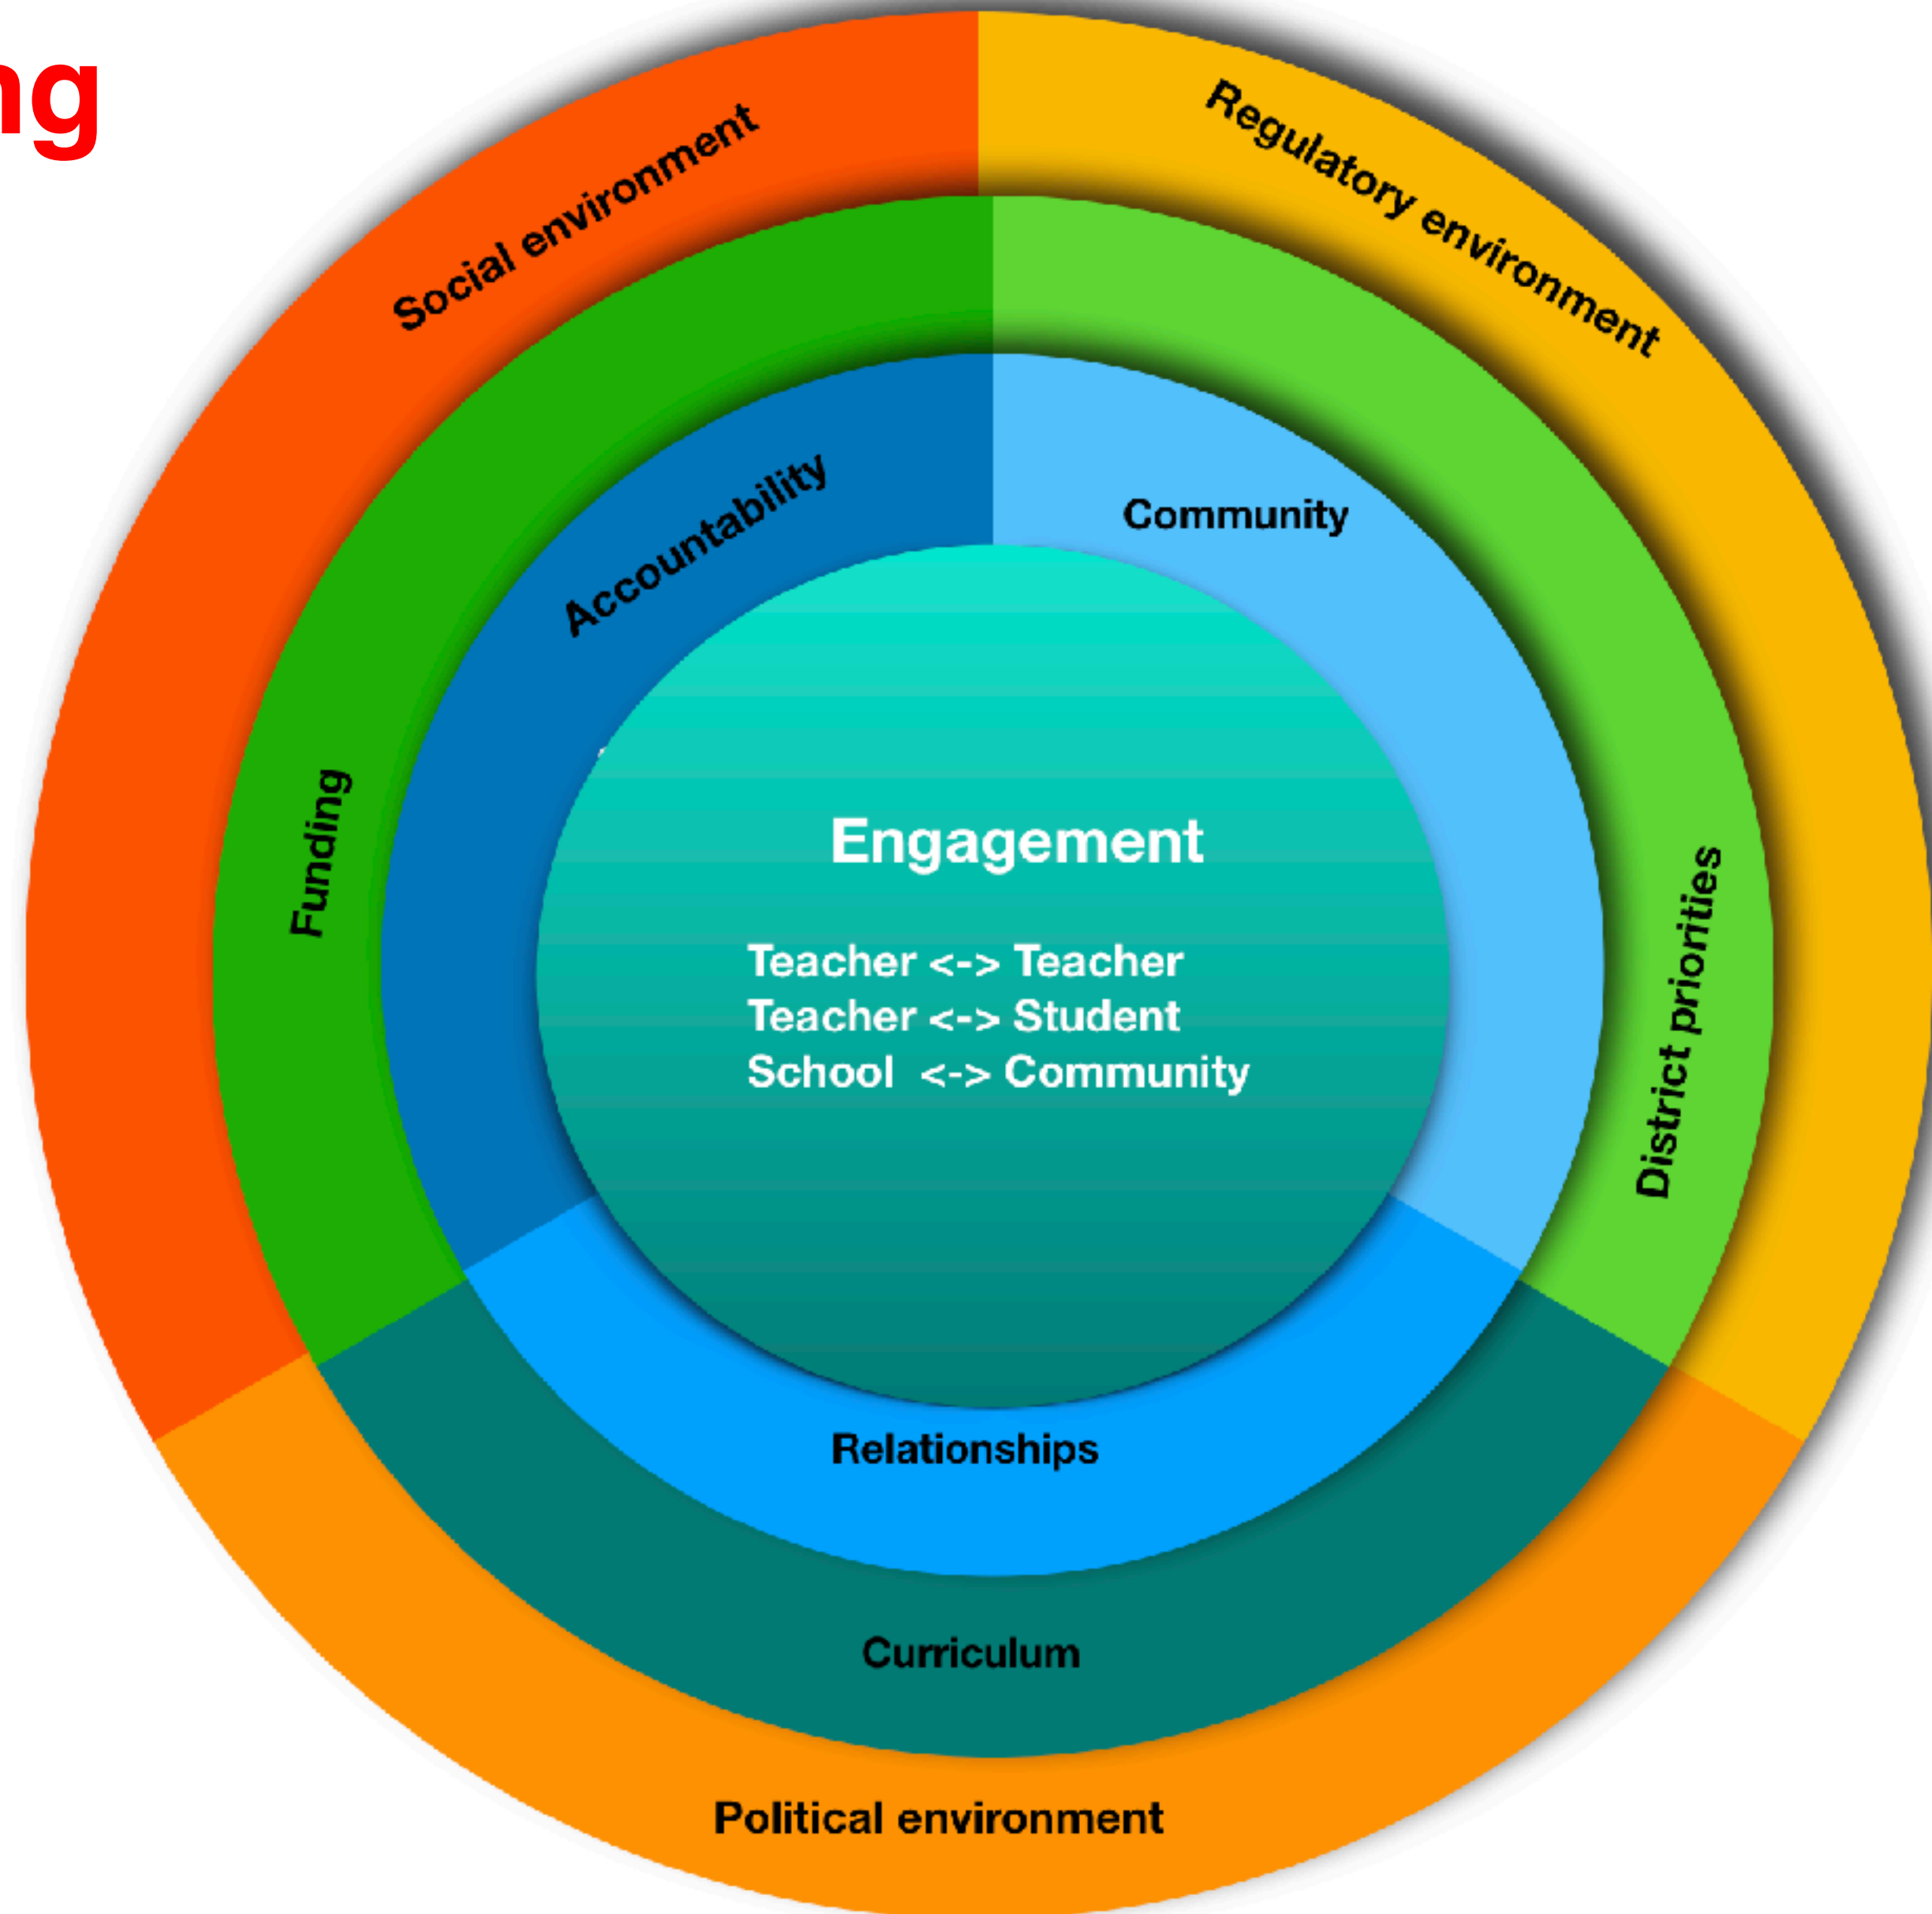 ng
Social environment
Regulatory environment
Accountability
Community
Funding
District priorities
Engagement
Teacher <-> Teacher
Teacher <-> Student
School <-> Community
Relationships
Curriculum
Political environment